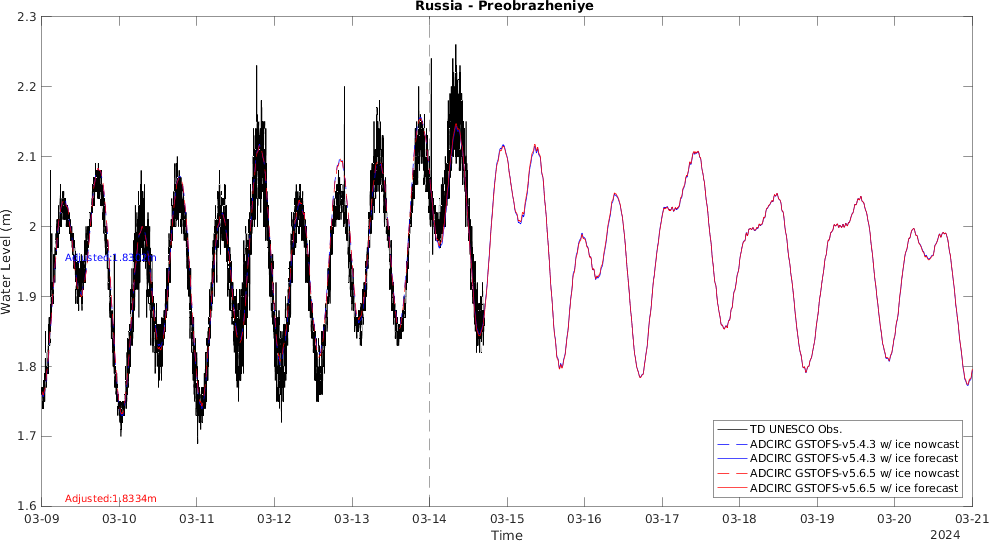 Russia - Preobrazheniye
2.3
2.2
2.1
2
1.9
1.8
1.7
1.6
Water Level (m)
Adjusted:1.8334m
TD UNESCO Obs.
ADCIRC GSTOFS-v5.4.3 w/ ice nowcast
ADCIRC GSTOFS-v5.4.3 w/ ice forecast
ADCIRC GSTOFS-v5.6.5 w/ ice nowcast
ADCIRC GSTOFS-v5.6.5 w/ ice forecast
03-09 03-10 03-11 03-12 03-13 03-14 03-15 03-16 03-17 03-18 03-19 03-20 03-21
Time
2024